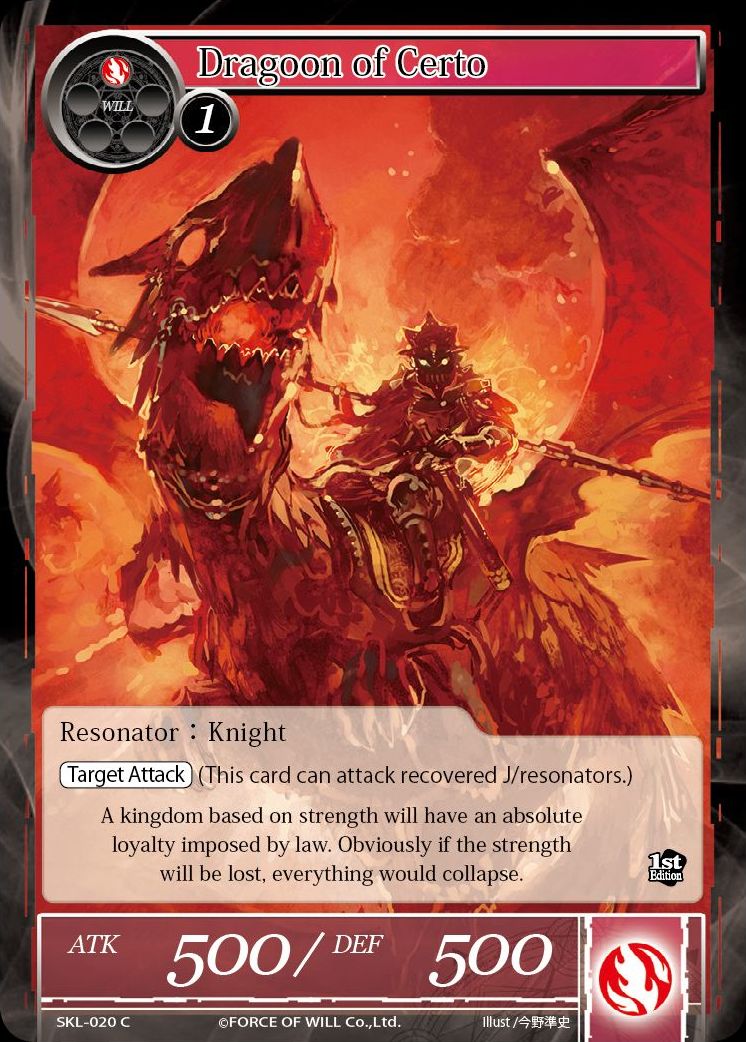 Dragoon of Certo
WILL
1
Resonator : Knight
Target Attack (This card can attack recovered J/resonators.)
A kingdom based on strength will have an absolute
loyalty imposed by law. Obviously if the strength
will be lost, everything would collapse.
1st
Edition
ATK 500 / DEF 500
SKL-020 C ©FORCE OF WILL Co.,Ltd. Illust /今野隼史